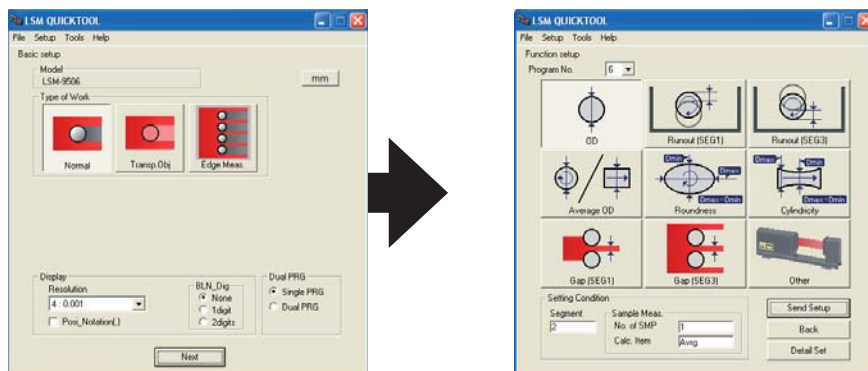 LSM QUICKTOOL
File Setup Tools Help
Basic setup
Model
LSM-9506
mm
Type of Work
Normal
Transp.Obj
Edge Meas.
Display
Resolution
4 : 0.001
Posi_Notation(,)
BLN_Dig
None
1digit
2digits
Dual PRG
Single PRG
Dual PRG
Next
LSM QUICKTOOL
File Setup Tools Help
Function setup
Program No. 6
OD
Runout (SEG1)
Runout (SEG3)
Average OD
Dmin
Dmax
Dmax-Dmin
Roundness
Dmax
Dmin
Dmax-Dmin
Cylindricity
Gap (SEG1)
Gap (SEG3)
Other
Setting Condition
Segment
2
Sample Meas.
No. of SMP 1
Calc. Item Avrg.
Send Setup
Back
Detail Set